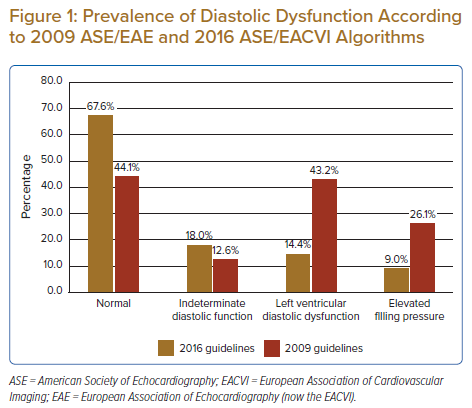 Figure 1: Prevalence of Diastolic Dysfunction According
to 2009 ASE/EAE and 2016 ASE/EACVI Algorithms
80.0
70.0
60.0
50.0
40.0
30.0
20.0
10.0
0.0
Percentage
67.6%
44.1%
18.0%
12.6%
14.4%
43.2%
9.0%
26.1%
Normal
Indeterminate
diastolic function
Left ventricular
diastolic dysfunction
Elevated
filling pressure
2016 guidelines
2009 guidelines
ASE = American Society of Echocardiography; EACVI = European Association of Cardiovascular
Imaging; EAE = European Association of Echocardiography (now the EACVI).